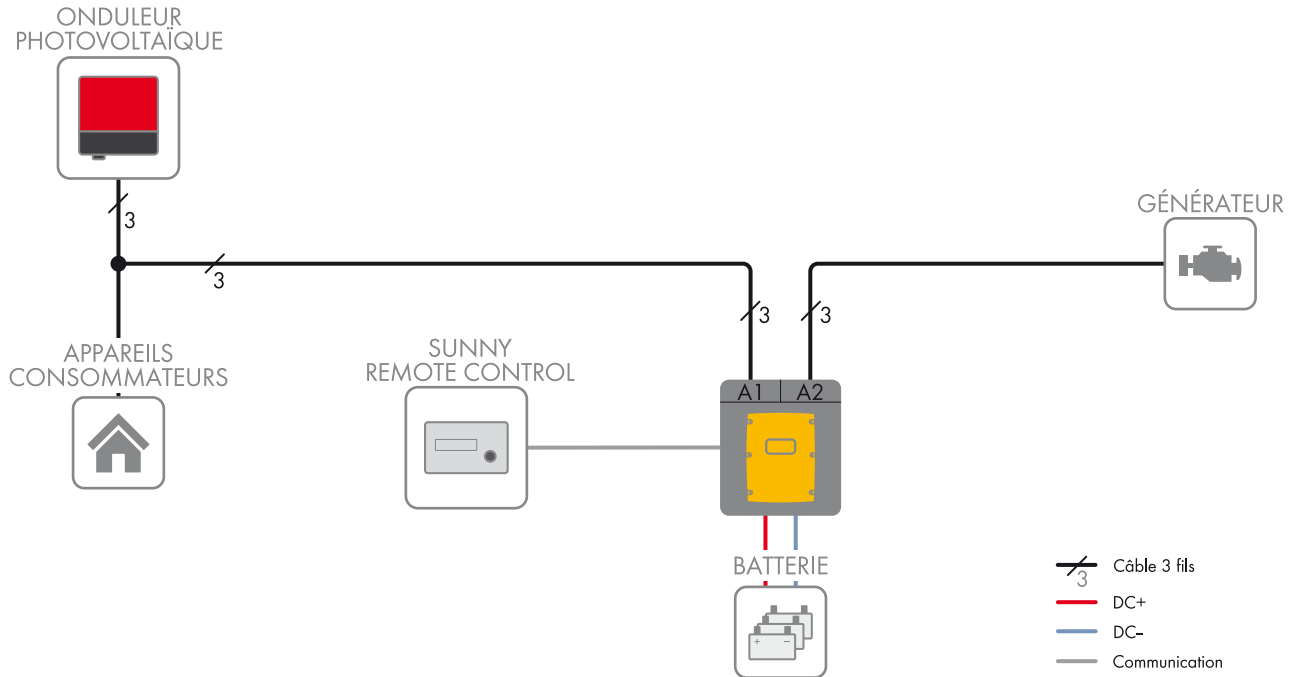 ONDULEUR
PHOTOVOLTAÏQUE
3
3
GÉNÉRATEUR
3
3
APPAREILS
CONSOMMATEURS
SUNNY
REMOTE CONTROL
A1
A2
BATTERIE
+ −
3 Câble 3 fils
DC+
DC−
Communication